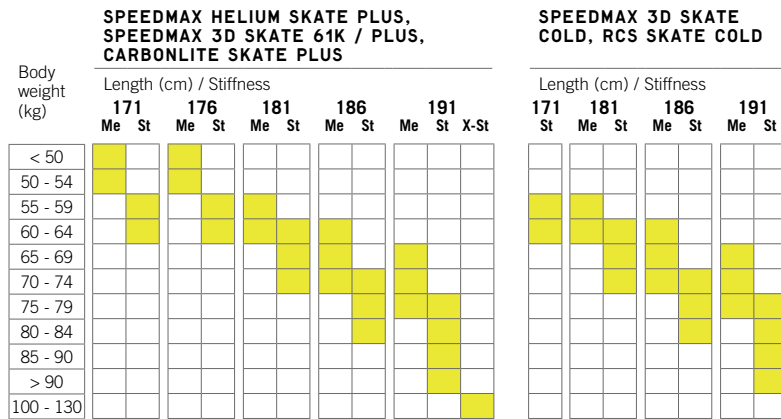 SPEEDMAX HELIUM SKATE PLUS,
SPEEDMAX 3D SKATE 61K / PLUS,
CARBONLITE SKATE PLUS
SPEEDMAX 3D SKATE
COLD, RCS SKATE COLD
Body
weight
(kg)
Length (cm) / Stiffness
171 176 181 186 191
Me St Me St Me St Me St Me St X-St
Length (cm) / Stiffness
171 181 186 191
St Me St Me St Me St
< 50
50 - 54
55 - 59
60 - 64
65 - 69
70 - 74
75 - 79
80 - 84
85 - 90
> 90
100 - 130